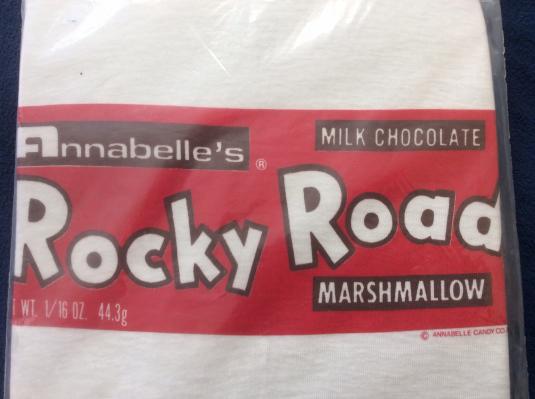 Annabelle's ®
MILK CHOCOLATE
Rocky Road
MARSHMALLOW
WT. 1/16 OZ. 44.3g
© ANNABELLE CANDY CO